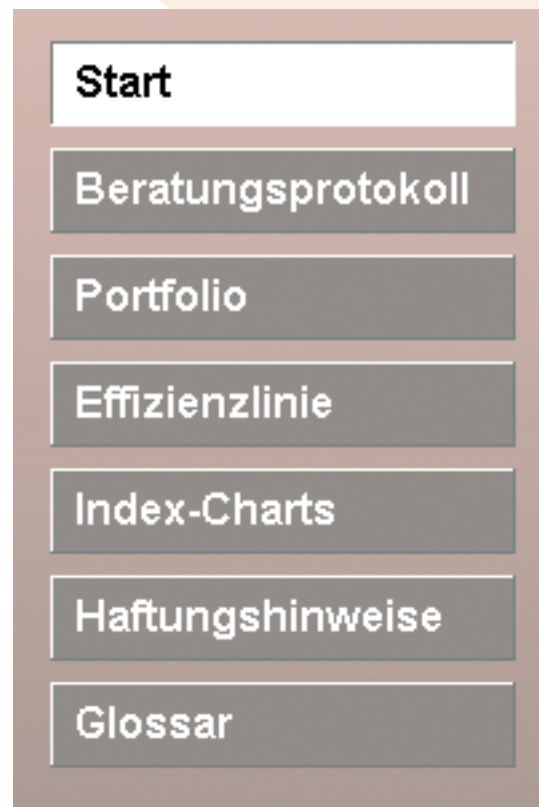 Start
Beratungsprotokoll
Portfolio
Effizienzlinie
Index-Charts
Haftungshinweise
Glossar